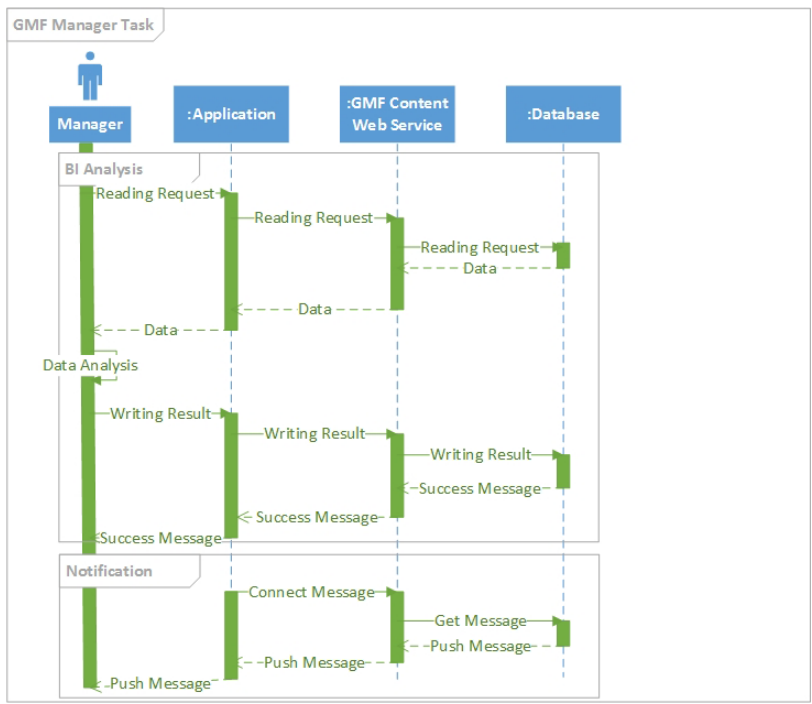 GMF Manager Task
Manager
:Application
:GMF Content
Web Service
:Database
BI Analysis
Reading Request
Reading Request
Reading Request
Data
Data
Data
Data Analysis
Writing Result
Writing Result
Writing Result
Success Message
Success Message
Success Message
Notification
Connect Message
Get Message
Push Message
Push Message
Push Message